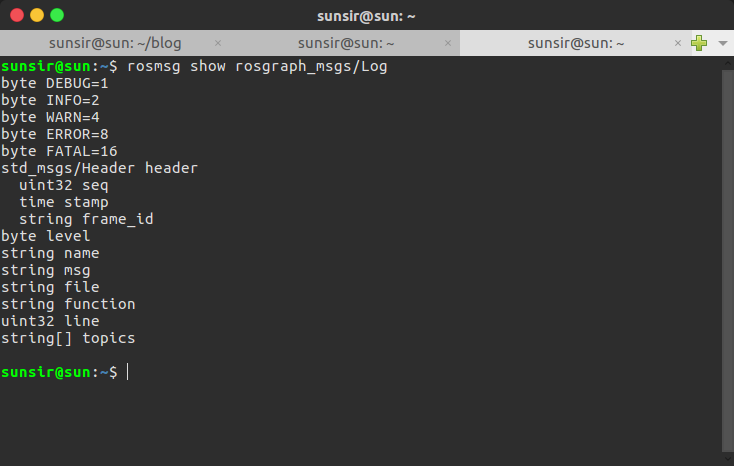 sunsir@sun: ~
sunsir@sun: ~/blog × sunsir@sun: ~ × sunsir@sun: ~ ×
sunsir@sun:~$ rosmsg show rosgraph_msgs/Log
byte DEBUG=1
byte INFO=2
byte WARN=4
byte ERROR=8
byte FATAL=16
std_msgs/Header header
  uint32 seq
  time stamp
  string frame_id
byte level
string name
string msg
string file
string function
uint32 line
string[] topics
sunsir@sun:~$